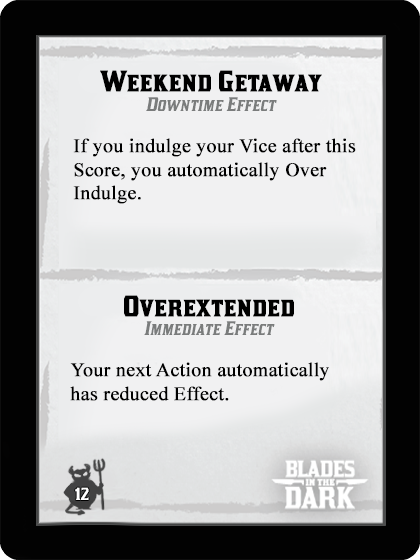 Weekend Getaway
Downtime Effect
If you indulge your Vice after this
Score, you automatically Over
Indulge.
Overextended
Immediate Effect
Your next Action automatically
has reduced Effect.
12
BLADES
IN THE
DARK